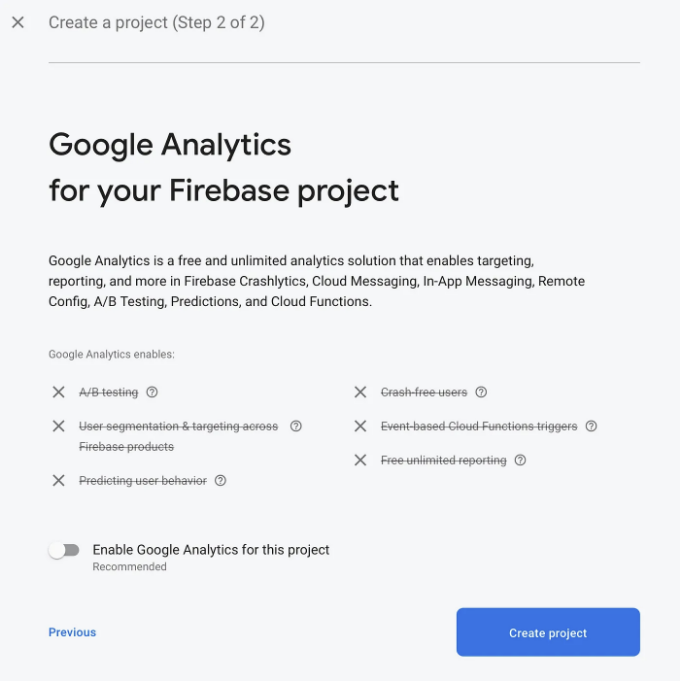 Create a project (Step 2 of 2)
Google Analytics
for your Firebase project
Google Analytics is a free and unlimited analytics solution that enables targeting,
reporting, and more in Firebase Crashlytics, Cloud Messaging, In-App Messaging, Remote
Config, A/B Testing, Predictions, and Cloud Functions.
Google Analytics enables:
A/B testing
User segmentation & targeting across
Firebase products
Predicting user behavior
Crash-free users
Event-based Cloud Functions triggers
Free unlimited reporting
Enable Google Analytics for this project
Recommended
Previous
Create project